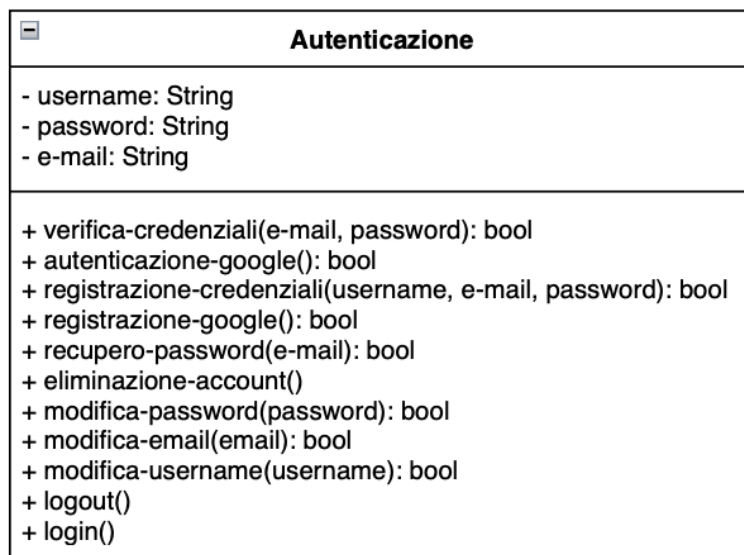 Autenticazione
- username: String
- password: String
- e-mail: String
+ verifica-credenziali(e-mail, password): bool
+ autenticazione-google(): bool
+ registrazione-credenziali(username, e-mail, password): bool
+ registrazione-google(): bool
+ recupero-password(e-mail): bool
+ eliminazione-account()
+ modifica-password(password): bool
+ modifica-email(email): bool
+ modifica-username(username): bool
+ logout()
+ login()